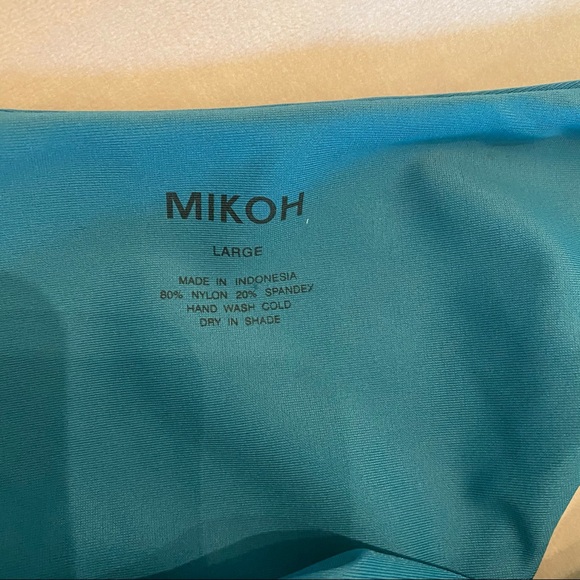 MIKOH
LARGE
MADE IN INDONESIA
80% NYLON 20% SPANDEX
HAND WASH COLD
DRY IN SHADE